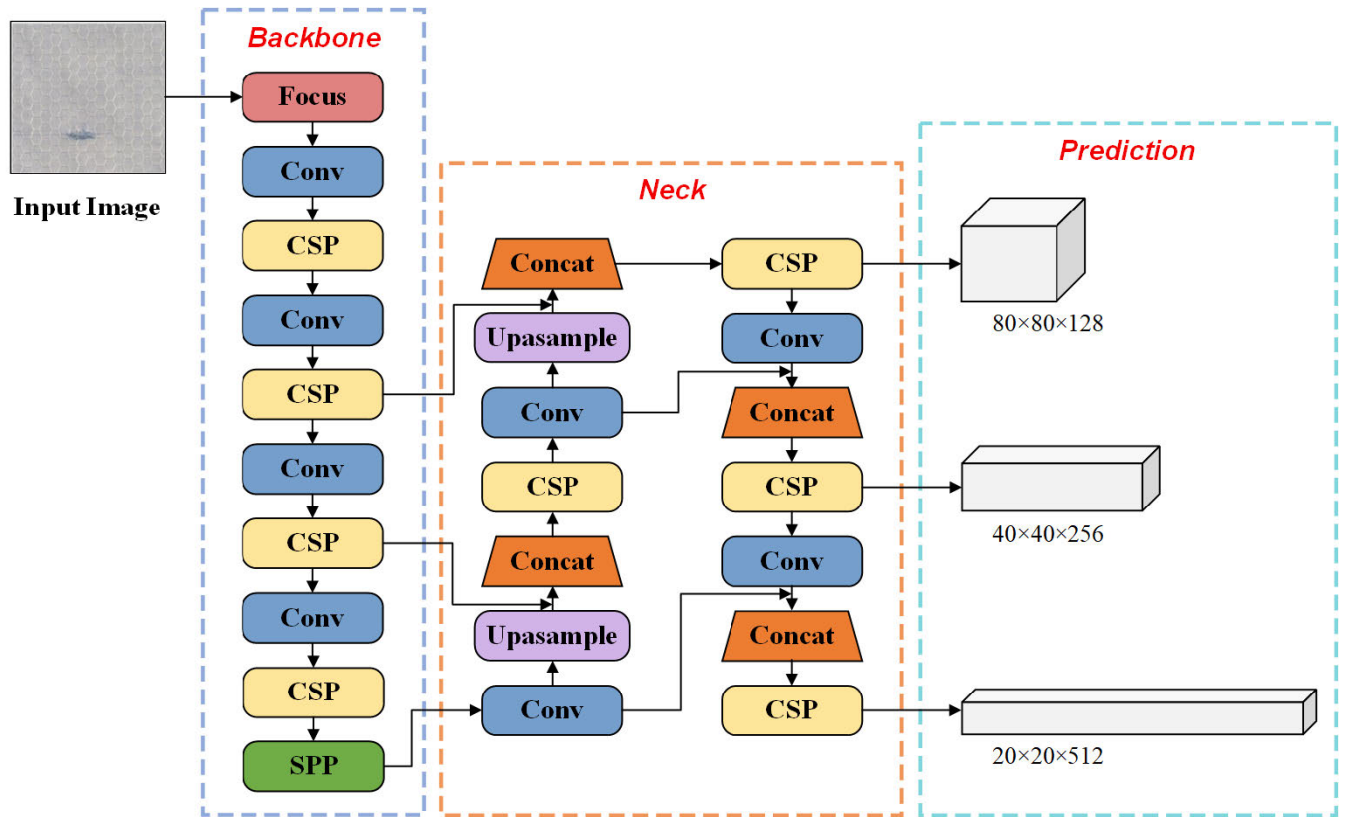 Input Image
Backbone
Focus
Conv
CSP
Conv
CSP
Conv
CSP
Conv
CSP
SPP
Neck
Concat
Upasample
Conv
CSP
Concat
Upasample
Conv
CSP
Conv
Concat
CSP
Conv
Concat
CSP
Prediction
80×80×128
40×40×256
20×20×512